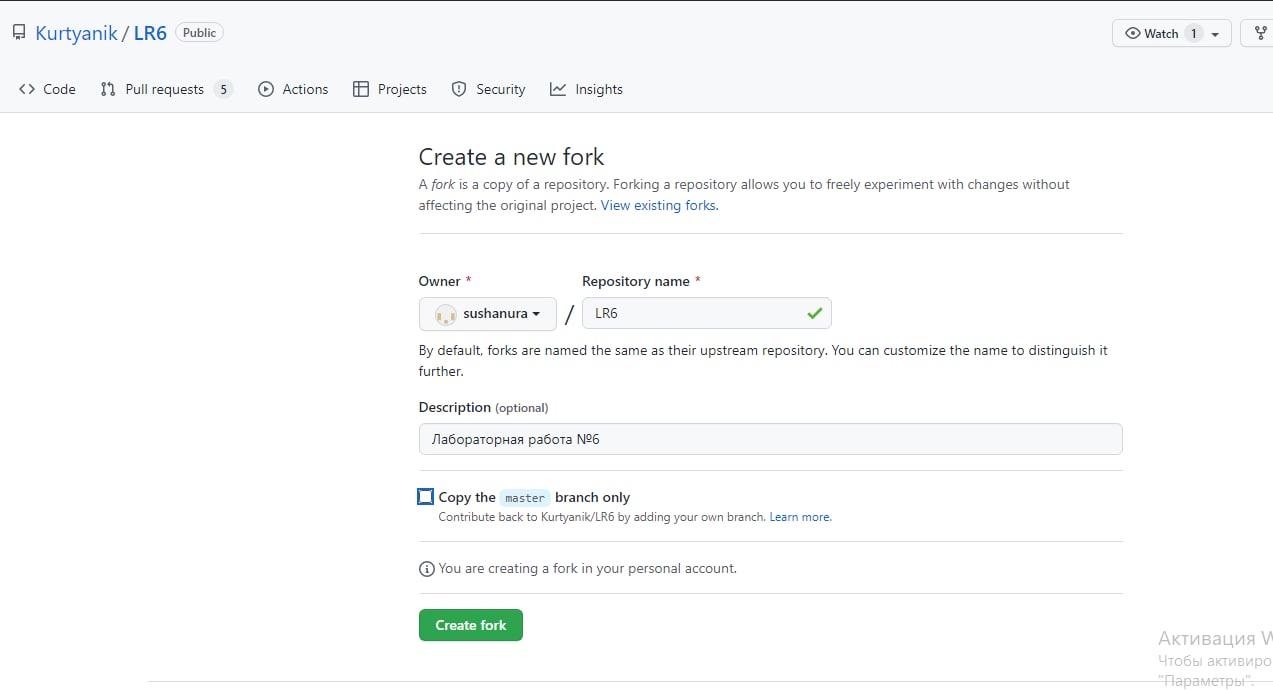 Kurtyanik / LR6 Public Watch 1
Code Pull requests 5 Actions Projects Security Insights
Create a new fork
A fork is a copy of a repository. Forking a repository allows you to freely experiment with changes without
affecting the original project. View existing forks.
Owner * Repository name *
sushanura / LR6
By default, forks are named the same as their upstream repository. You can customize the name to distinguish it
further.
Description (optional)
Лабораторная работа №6
Copy the master branch only
Contribute back to Kurtyanik/LR6 by adding your own branch. Learn more.
You are creating a fork in your personal account.
Create fork
Активация W
Чтобы активиро
"Параметры".